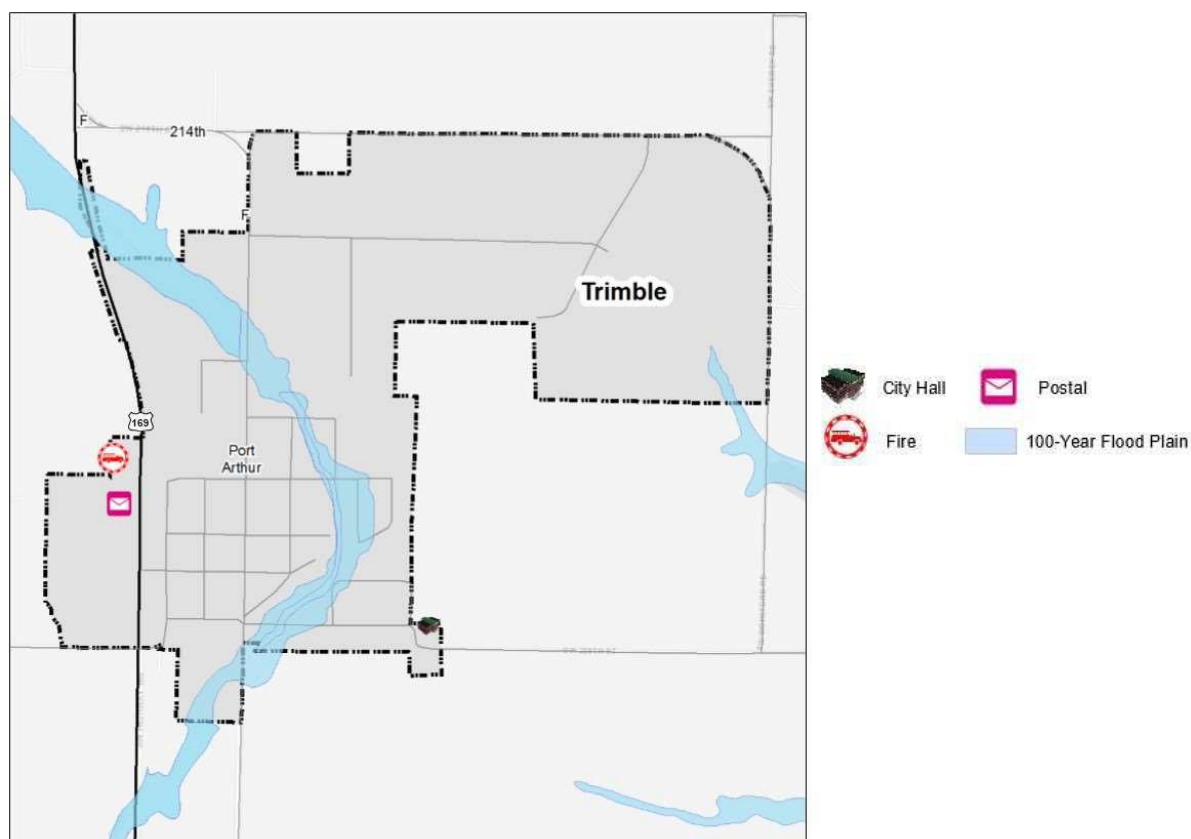 F
214th
F
Trimble
169
Port
Arthur
City Hall
Postal
Fire
100-Year Flood Plain